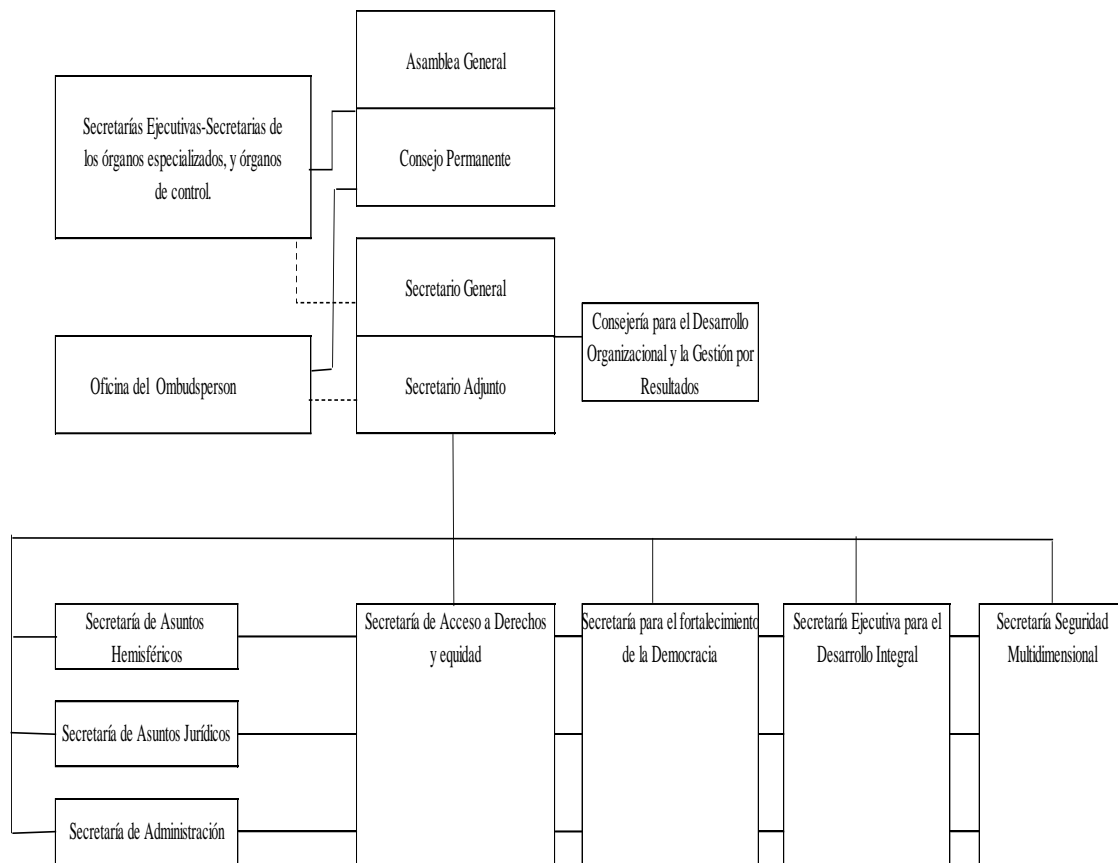 Asamblea General
Secretarías Ejecutivas-Secretarias de
los órganos especializados, y órganos
de control.
Consejo Permanente
Secretario General
Consejería para el Desarrollo
Organizacional y la Gestión por
Resultados
Oficina del Ombudsperson
Secretario Adjunto
Secretaría de Asuntos
Hemisféricos
Secretaría de Acceso a Derechos
y equidad
Secretaría para el fortalecimiento
de la Democracia
Secretaría Ejecutiva para el
Desarrollo Integral
Secretaría Seguridad
Multidimensional
Secretaría de Asuntos Jurídicos
Secretaría de Administración